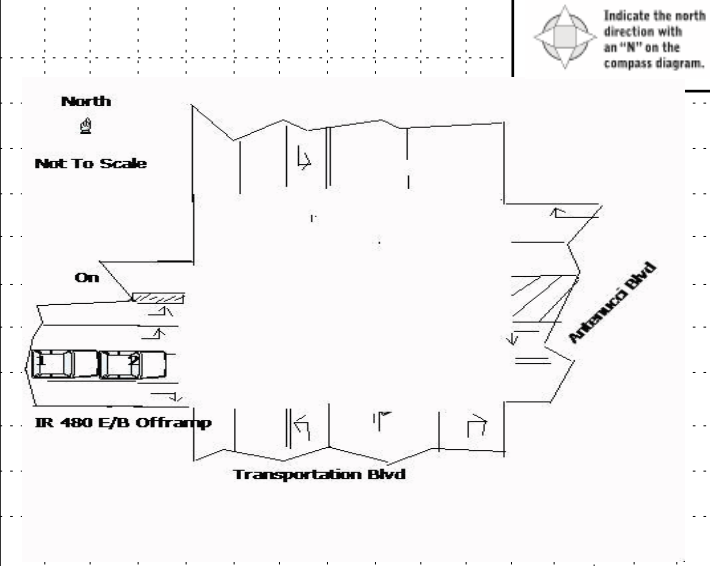 Indicate the north
direction with
an "N" on the
compass diagram.
North
Not To Scale
On
Antenucci Blvd
1 2
IR 480 E/B Offramp
Transportation Blvd